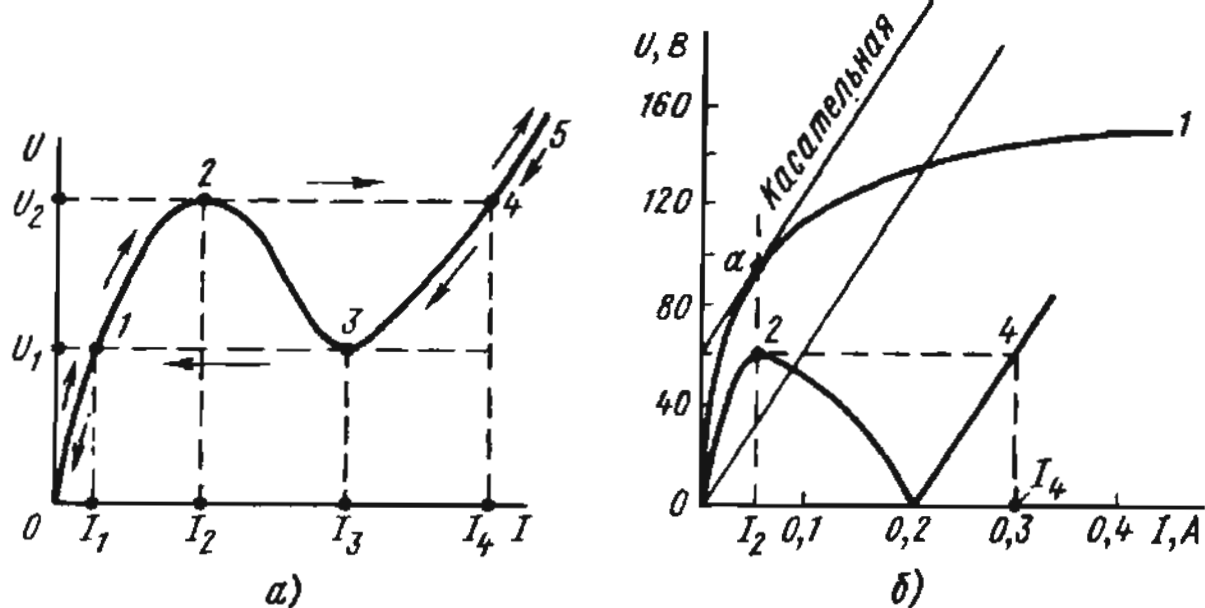 U
U₂
U₁
0
1
2
3
4
5
I₁
I₂
I₃
I₄
I
а)
U, В
160
120
80
40
0
касательная
1
а
2
4
I₄
I₂
0,1
0,2
0,3
0,4
I, А
б)